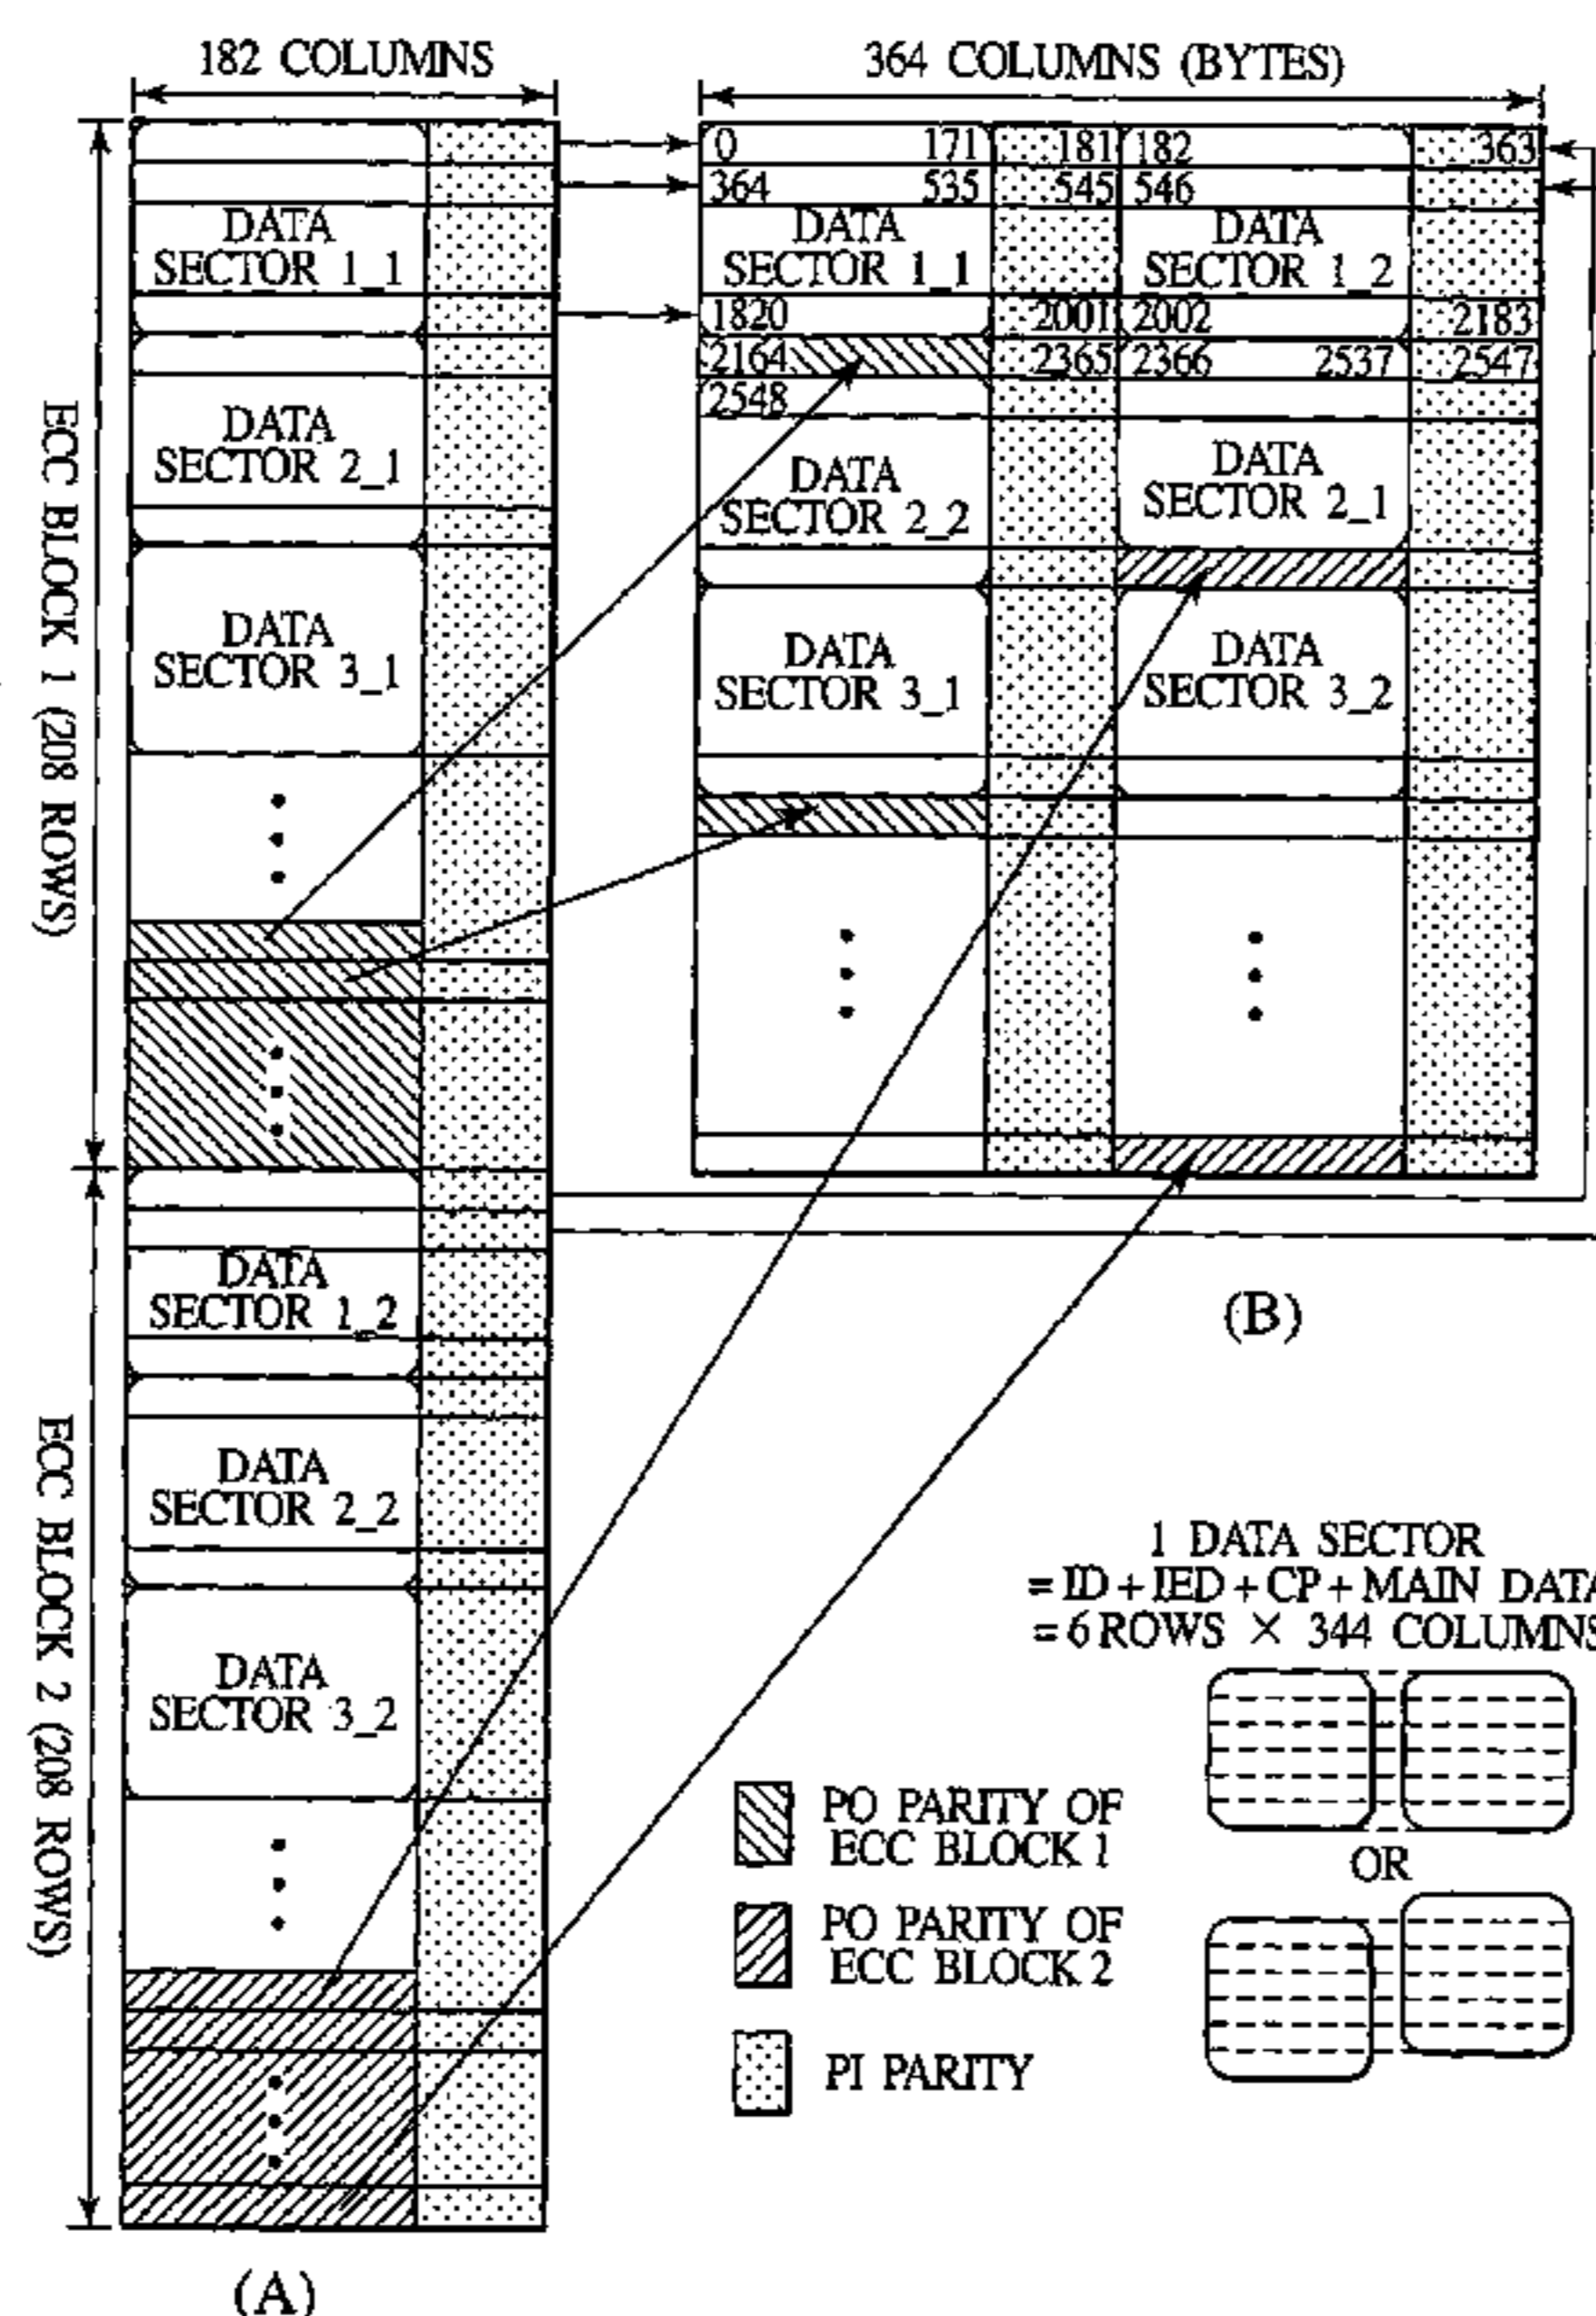 182 COLUMNS
364 COLUMNS (BYTES)
ECC BLOCK 1 (208 ROWS)
DATA
SECTOR 1_1
DATA
SECTOR 2_1
DATA
SECTOR 3_1
ECC BLOCK 2 (208 ROWS)
DATA
SECTOR 1_2
DATA
SECTOR 2_2
DATA
SECTOR 3_2
(A)
0 171 181 182 363
364 535 545 546
DATA
SECTOR 1_1
DATA
SECTOR 1_2
1820 2001 2002 2183
2164 2365 2366 2537 2547
2548
DATA
SECTOR 2_2
DATA
SECTOR 2_1
DATA
SECTOR 3_1
DATA
SECTOR 3_2
(B)
1 DATA SECTOR
= ID + IED + CP + MAIN DATA
= 6 ROWS × 344 COLUMNS
OR
PO PARITY OF
ECC BLOCK 1
PO PARITY OF
ECC BLOCK 2
PI PARITY